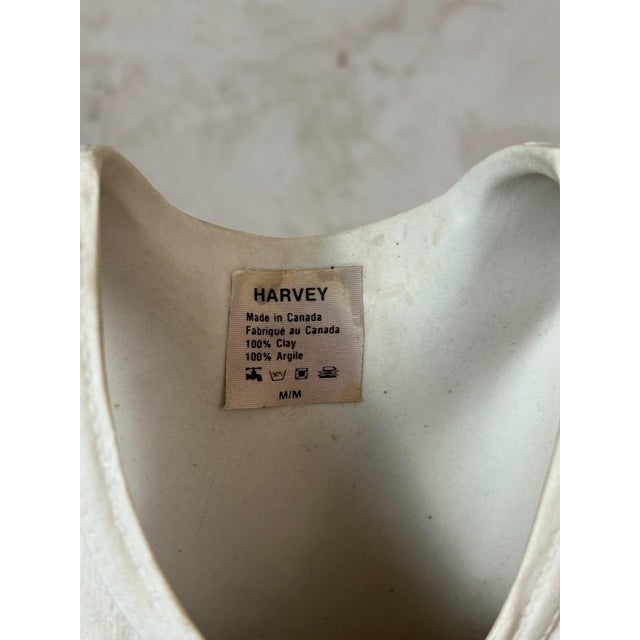 HARVEY
Made in Canada
Fabriqué au Canada
100% Clay
100% Argile
M/M